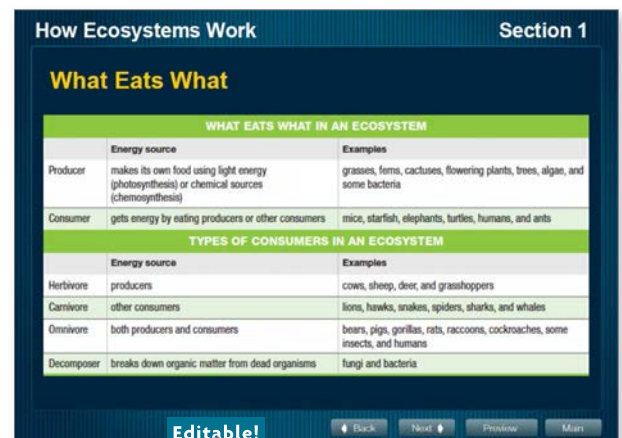 How Ecosystems Work
Section 1
What Eats What
WHAT EATS WHAT IN AN ECOSYSTEM
Energy source
Examples
Producer
makes its own food using light energy
(photosynthesis) or chemical sources
(chemosynthesis)
grasses, ferns, cactuses, flowering plants, trees, algae, and
some bacteria
Consumer
gets energy by eating producers or other consumers
mice, starfish, elephants, turtles, humans, and ants
TYPES OF CONSUMERS IN AN ECOSYSTEM
Energy source
Examples
Herbivore
producers
cows, sheep, deer, and grasshoppers
Carnivore
other consumers
lions, hawks, snakes, spiders, sharks, and whales
Omnivore
both producers and consumers
bears, pigs, gorillas, rats, raccoons, cockroaches, some
insects, and humans
Decomposer
breaks down organic matter from dead organisms
fungi and bacteria
Editable!
Back
Next
Preview
Main